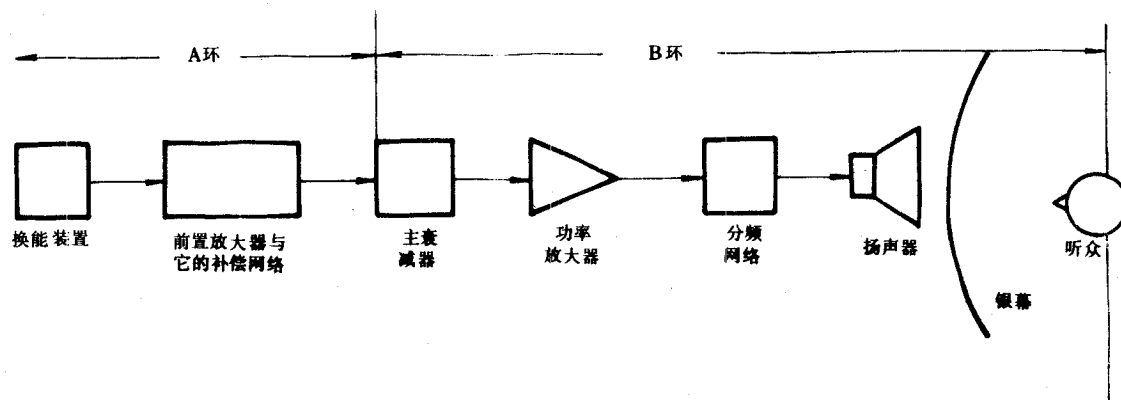 A环
B环
换能装置
前置放大器与
它的补偿网络
主衰
减器
功率
放大器
分频
网络
扬声器
银幕
听众